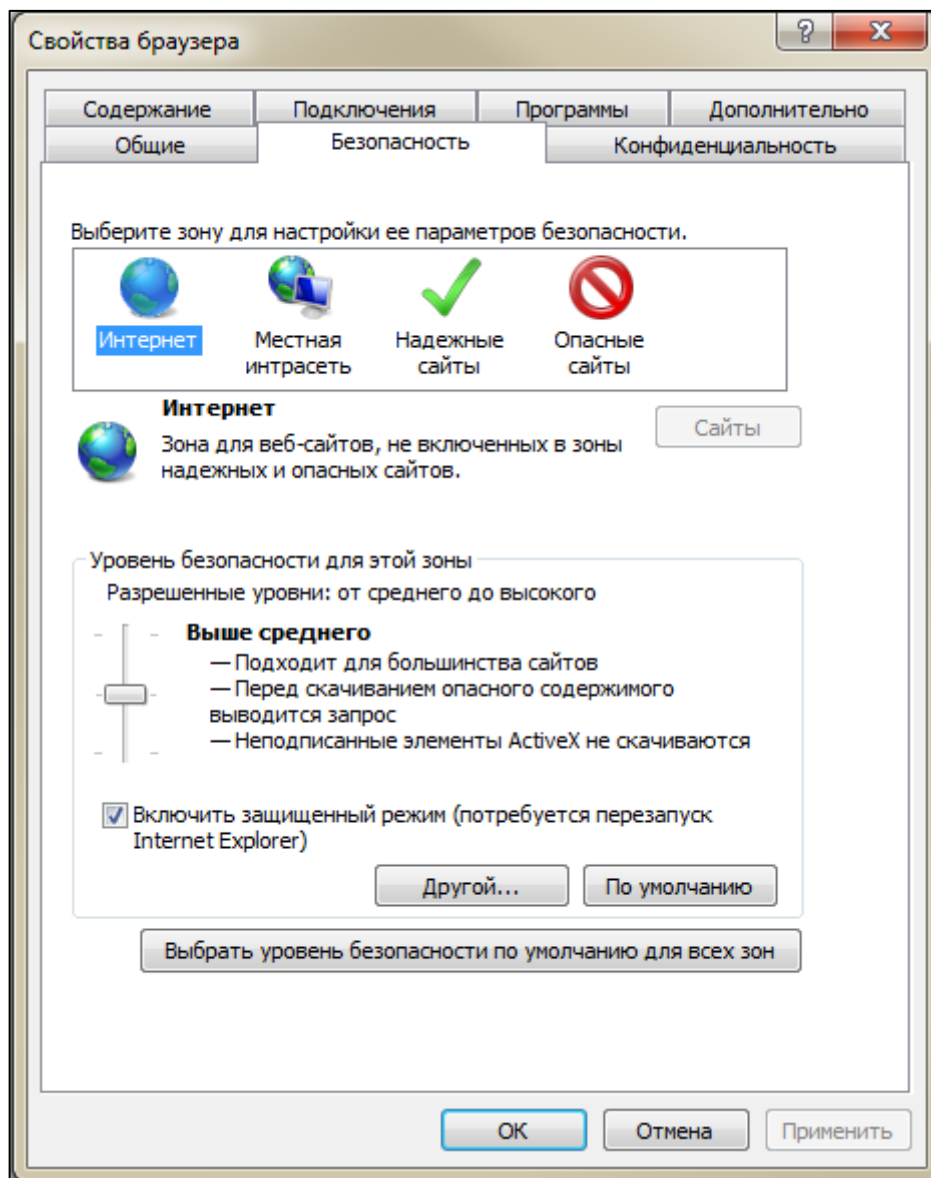 Свойства браузера
Содержание Подключения Программы Дополнительно
Общие Безопасность Конфиденциальность
Выберите зону для настройки ее параметров безопасности.
Интернет
Местная интрасеть
Надежные сайты
Опасные сайты
Интернет
Сайты
Зона для веб-сайтов, не включенных в зоны
надежных и опасных сайтов.
Уровень безопасности для этой зоны
Разрешенные уровни: от среднего до высокого
Выше среднего
— Подходит для большинства сайтов
— Перед скачиванием опасного содержимого
выводится запрос
— Неподписанные элементы ActiveX не скачиваются
Включить защищенный режим (потребуется перезапуск
Internet Explorer)
Другой... По умолчанию
Выбрать уровень безопасности по умолчанию для всех зон
ОК Отмена Применить